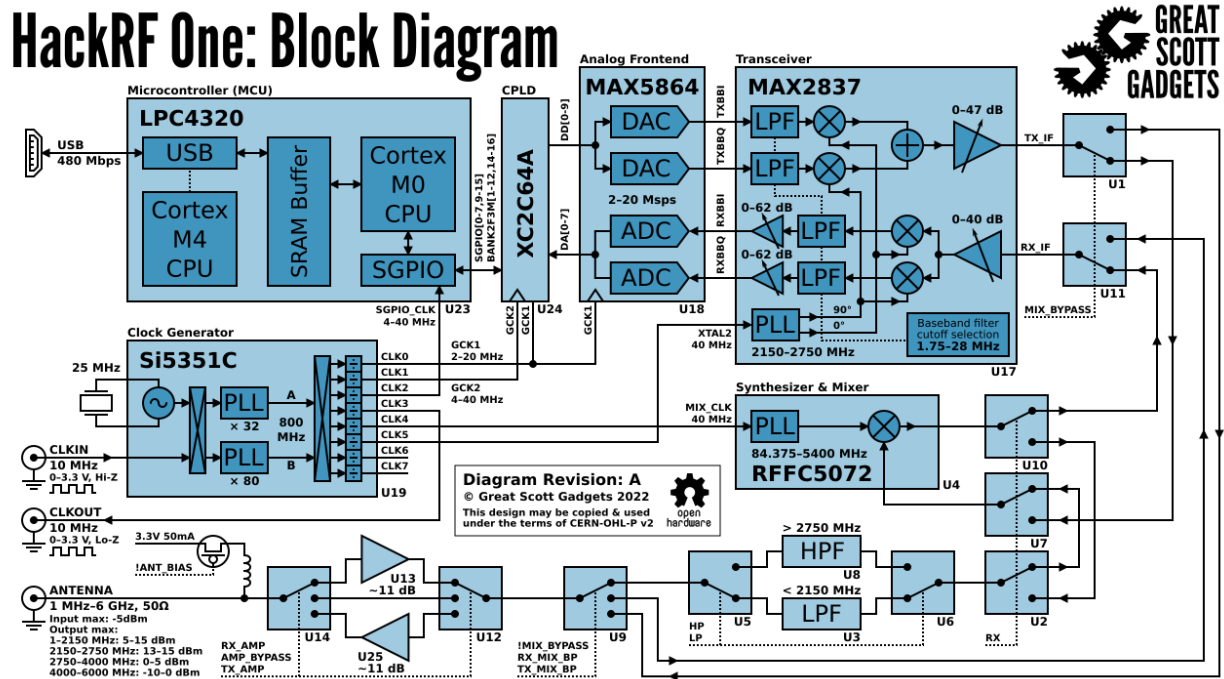 HackRF One: Block Diagram
GREAT
SCOTT
GADGETS
Microcontroller (MCU)
LPC4320
USB
480 Mbps
USB
Cortex
M4
CPU
SRAM Buffer
Cortex
M0
CPU
SGPIO
U23
SGPIO_CLK
4–40 MHz
SGPIO[0-7,9-15]
BANK2F3M[1-12,14-16]
CPLD
XC2C64A
U24
GCK2
GCK1
DD[0-9]
DA[0-7]
Analog Frontend
MAX5864
DAC
DAC
2–20 Msps
ADC
ADC
U18
GCK1
TXBBI
TXBBQ
RXBBI
RXBBQ
Transceiver
MAX2837
LPF
LPF
0–47 dB
0–62 dB
LPF
0–62 dB
LPF
0–40 dB
PLL
90°
0°
2150–2750 MHz
Baseband filter
cutoff selection
1.75–28 MHz
U17
XTAL2
40 MHz
TX_IF
U1
RX_IF
U11
MIX_BYPASS
Clock Generator
Si5351C
25 MHz
PLL
× 32
A
800
MHz
PLL
× 80
B
U19
CLK0
CLK1
CLK2
CLK3
CLK4
CLK5
CLK6
CLK7
GCK1
2–20 MHz
GCK2
4–40 MHz
CLKIN
10 MHz
0–3.3 V, Hi-Z
CLKOUT
10 MHz
0–3.3 V, Lo-Z
Synthesizer & Mixer
MIX_CLK
40 MHz
PLL
84.375–5400 MHz
RFFC5072
U4
U10
U7
U2
RX
Diagram Revision: A
© Great Scott Gadgets 2022
This design may be copied & used
under the terms of CERN-OHL-P v2
open
hardware
3.3V 50mA
!ANT_BIAS
ANTENNA
1 MHz–6 GHz, 50Ω
Input max: -5dBm
Output max:
1–2150 MHz: 5–15 dBm
2150–2750 MHz: 13–15 dBm
2750–4000 MHz: 0–5 dBm
4000–6000 MHz: -10–0 dBm
U14
U13
~11 dB
U25
~11 dB
U12
RX_AMP
AMP_BYPASS
TX_AMP
U9
!MIX_BYPASS
RX_MIX_BP
TX_MIX_BP
U5
HP
LP
> 2750 MHz
HPF
U8
< 2150 MHz
LPF
U3
U6